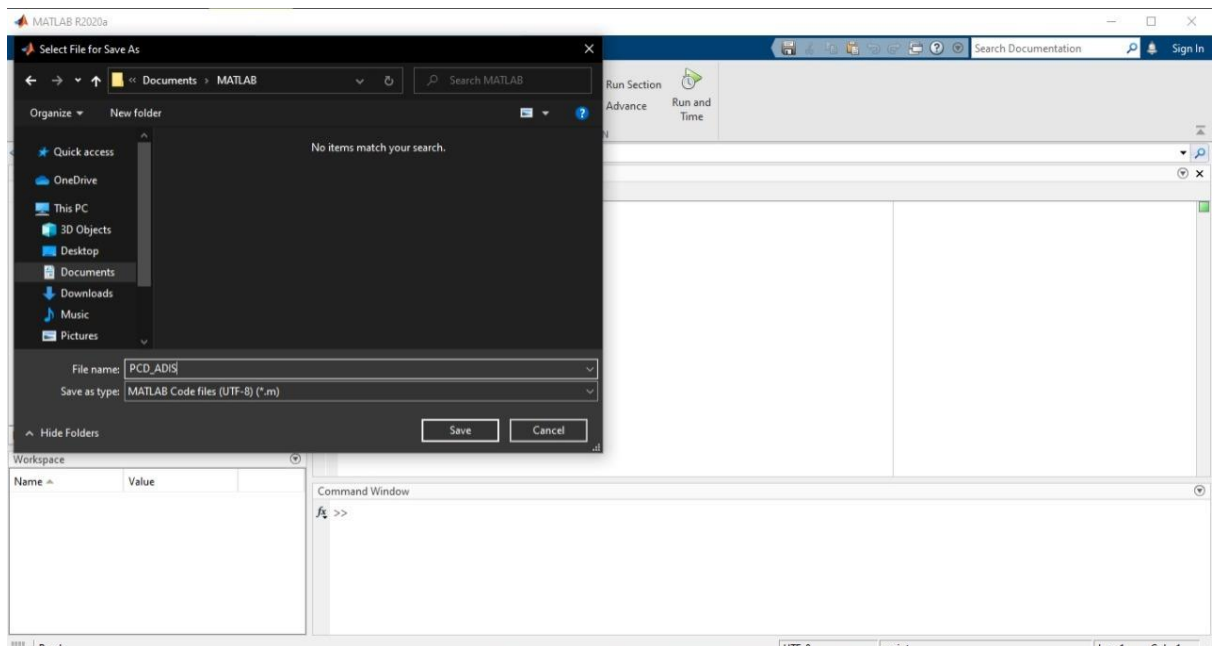 MATLAB R2020a
Select File for Save As
Search Documentation
Sign In
« Documents › MATLAB
Search MATLAB
Run Section
Advance
Run and
Time
Organize
New folder
No items match your search.
Quick access
OneDrive
This PC
3D Objects
Desktop
Documents
Downloads
Music
Pictures
File name: PCD_ADIS
Save as type: MATLAB Code files (UTF-8) (*.m)
Hide Folders
Save
Cancel
Workspace
Name
Value
Command Window
fx >>